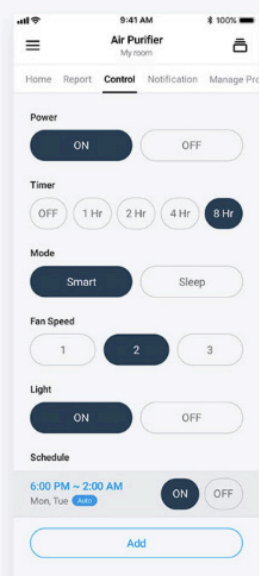 9:41 AM
100%
Air Purifier
My room
Home Report Control Notification Manage Pro
Power
ON OFF
Timer
OFF 1 Hr 2 Hr 4 Hr 8 Hr
Mode
Smart Sleep
Fan Speed
1 2 3
Light
ON OFF
Schedule
6:00 PM ~ 2:00 AM
Mon, Tue Auto
ON OFF
Add